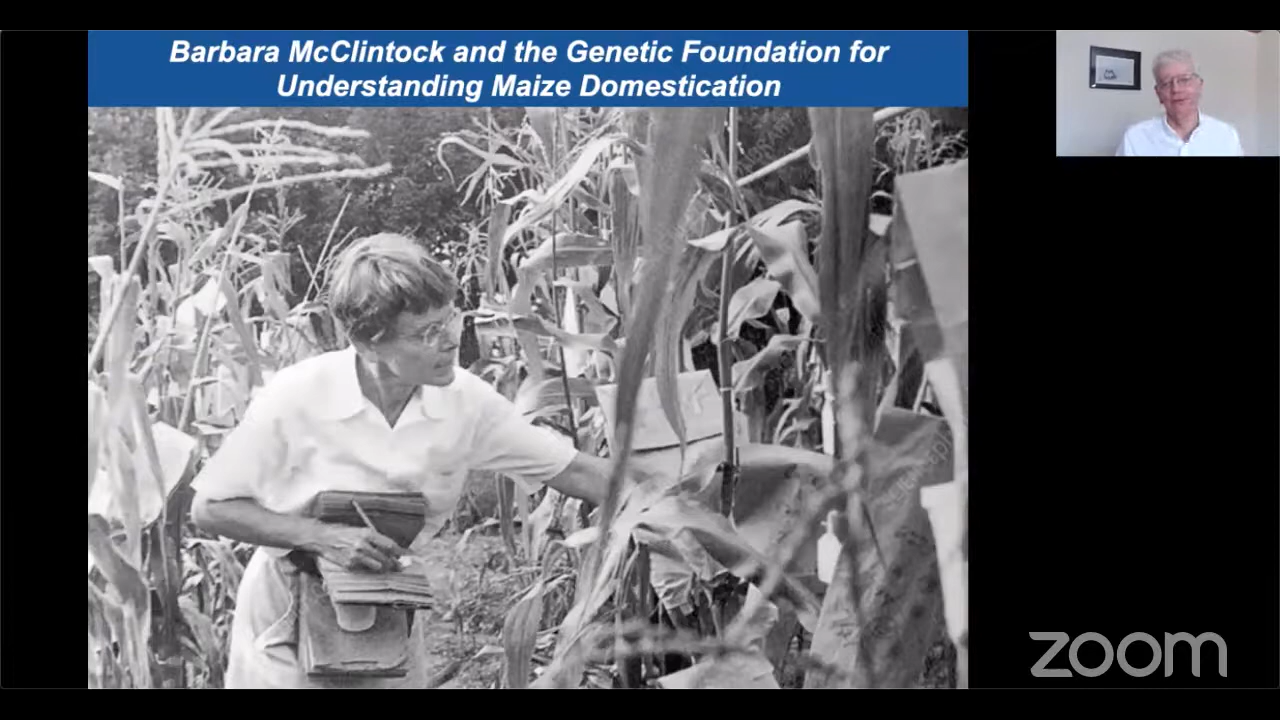 Barbara McClintock and the Genetic Foundation for
Understanding Maize Domestication
zoom